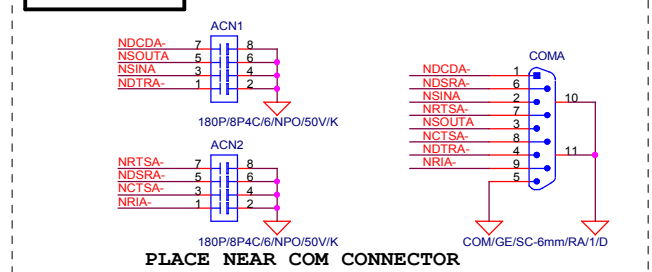 ACN1
NDCDA- 7 8
NSOUTA 5 6
NSINA 3 4
NDTRA- 1 2
180P/8P4C/6/NPO/50V/K
ACN2
NRTSA- 7 8
NDSRA- 5 6
NCTSA- 3 4
NRIA- 1 2
180P/8P4C/6/NPO/50V/K
COMA
NDCDA- 1
NDSRA- 6
NSINA 2 10
NRTSA- 7
NSOUTA 3
NCTSA- 8
NDTRA- 4 11
NRIA- 9
5
COM/GE/SC-6mm/RA/1/D
PLACE NEAR COM CONNECTOR